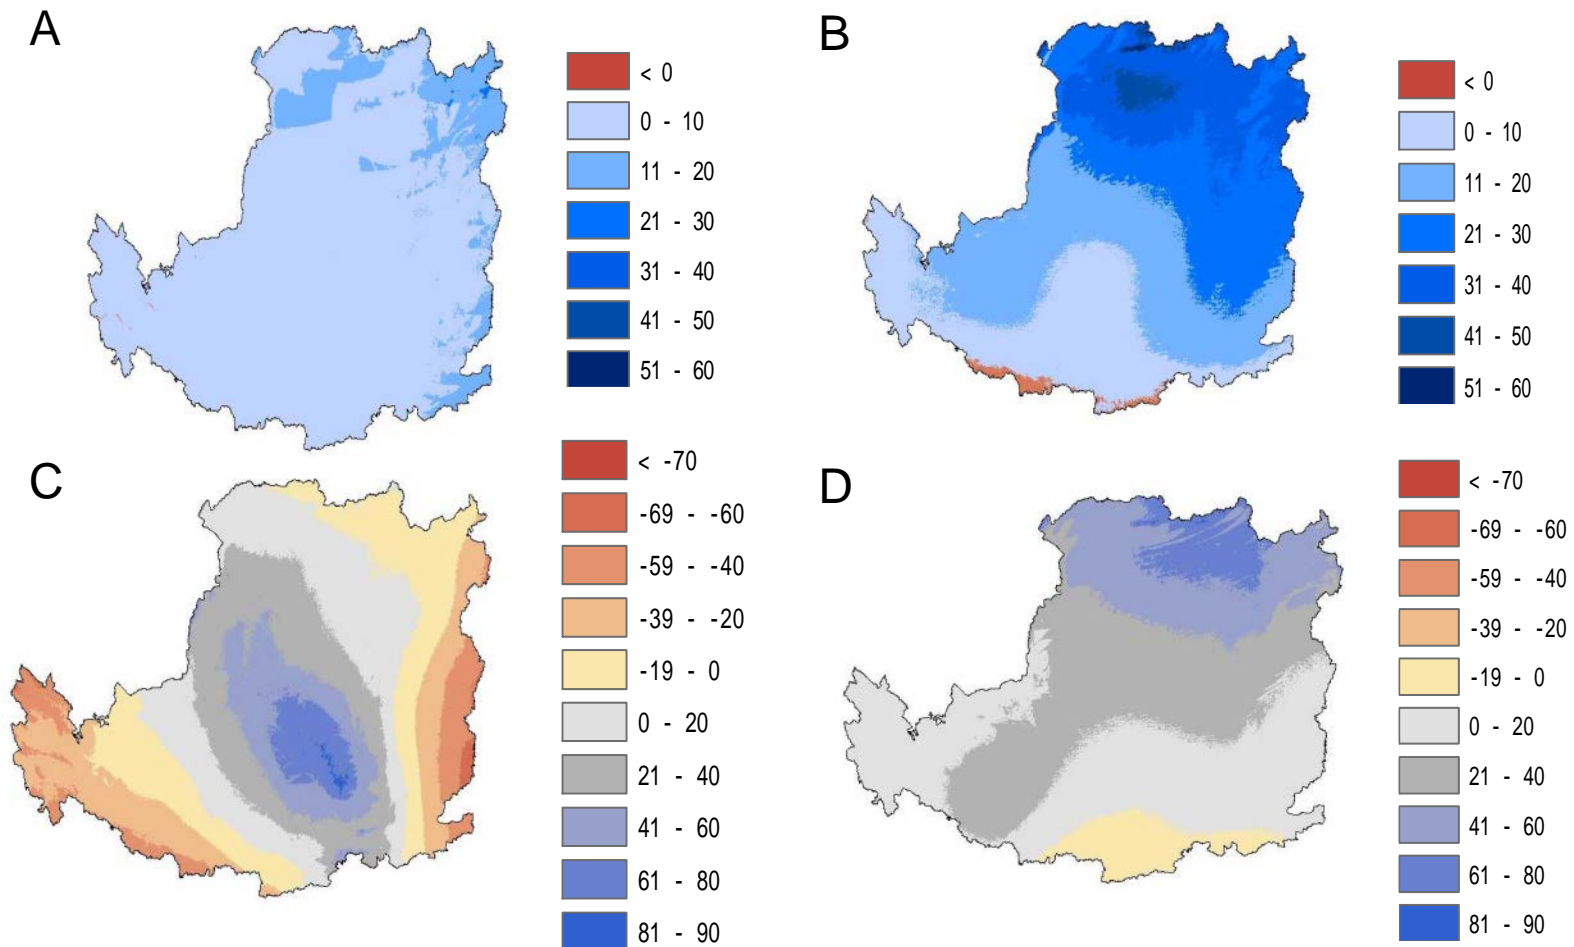 A
< 0
0 - 10
11 - 20
21 - 30
31 - 40
41 - 50
51 - 60
B
< 0
0 - 10
11 - 20
21 - 30
31 - 40
41 - 50
51 - 60
C
< -70
-69 - -60
-59 - -40
-39 - -20
-19 - 0
0 - 20
21 - 40
41 - 60
61 - 80
81 - 90
D
< -70
-69 - -60
-59 - -40
-39 - -20
-19 - 0
0 - 20
21 - 40
41 - 60
61 - 80
81 - 90